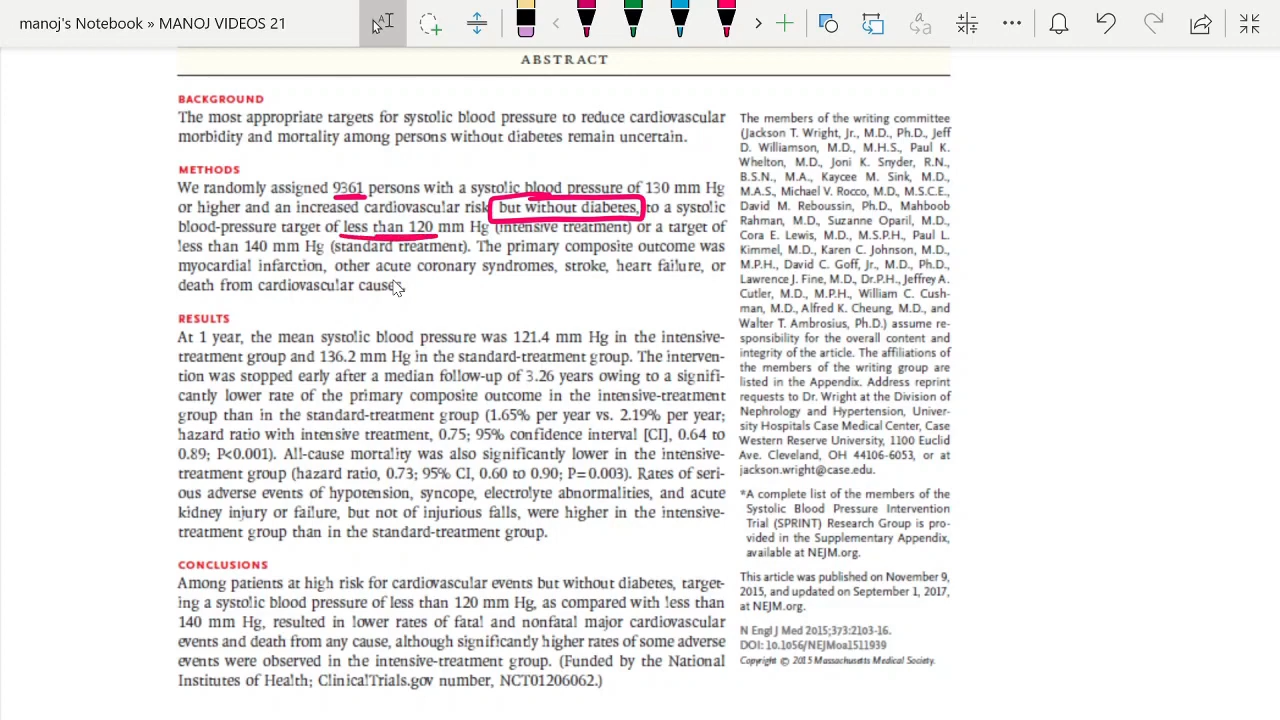 manoj's Notebook » MANOJ VIDEOS 21
ABSTRACT
BACKGROUND
The most appropriate targets for systolic blood pressure to reduce cardiovascular
morbidity and mortality among persons without diabetes remain uncertain.
METHODS
We randomly assigned 9361 persons with a systolic blood pressure of 130 mm Hg
or higher and an increased cardiovascular risk, but without diabetes, to a systolic
blood-pressure target of less than 120 mm Hg (intensive treatment) or a target of
less than 140 mm Hg (standard treatment). The primary composite outcome was
myocardial infarction, other acute coronary syndromes, stroke, heart failure, or
death from cardiovascular causes.
RESULTS
At 1 year, the mean systolic blood pressure was 121.4 mm Hg in the intensive-
treatment group and 136.2 mm Hg in the standard-treatment group. The interven-
tion was stopped early after a median follow-up of 3.26 years owing to a signifi-
cantly lower rate of the primary composite outcome in the intensive-treatment
group than in the standard-treatment group (1.65% per year vs. 2.19% per year;
hazard ratio with intensive treatment, 0.75; 95% confidence interval [CI], 0.64 to
0.89; P<0.001). All-cause mortality was also significantly lower in the intensive-
treatment group (hazard ratio, 0.73; 95% CI, 0.60 to 0.90; P=0.003). Rates of seri-
ous adverse events of hypotension, syncope, electrolyte abnormalities, and acute
kidney injury or failure, but not of injurious falls, were higher in the intensive-
treatment group than in the standard-treatment group.
CONCLUSIONS
Among patients at high risk for cardiovascular events but without diabetes, target-
ing a systolic blood pressure of less than 120 mm Hg, as compared with less than
140 mm Hg, resulted in lower rates of fatal and nonfatal major cardiovascular
events and death from any cause, although significantly higher rates of some adverse
events were observed in the intensive-treatment group. (Funded by the National
Institutes of Health; ClinicalTrials.gov number, NCT01206062.)
The members of the writing committee
(Jackson T. Wright, Jr., M.D., Ph.D., Jeff
D. Williamson, M.D., M.H.S., Paul K.
Whelton, M.D., Joni K. Snyder, R.N.,
B.S.N., M.A., Kaycee M. Sink, M.D.,
M.A.S., Michael V. Rocco, M.D., M.S.C.E.,
David M. Reboussin, Ph.D., Mahboob
Rahman, M.D., Suzanne Oparil, M.D.,
Cora E. Lewis, M.D., M.S.P.H., Paul L.
Kimmel, M.D., Karen C. Johnson, M.D.,
M.P.H., David C. Goff, Jr., M.D., Ph.D.,
Lawrence J. Fine, M.D., Dr.P.H., Jeffrey A.
Cutler, M.D., M.P.H., William C. Cush-
man, M.D., Alfred K. Cheung, M.D., and
Walter T. Ambrosius, Ph.D.) assume re-
sponsibility for the overall content and
integrity of the article. The affiliations of
the members of the writing group are
listed in the Appendix. Address reprint
requests to Dr. Wright at the Division of
Nephrology and Hypertension, Univer-
sity Hospitals Case Medical Center, Case
Western Reserve University, 1100 Euclid
Ave. Cleveland, OH 44106-6053, or at
jackson.wright@case.edu.
*A complete list of the members of the
Systolic Blood Pressure Intervention
Trial (SPRINT) Research Group is pro-
vided in the Supplementary Appendix,
available at NEJM.org.
This article was published on November 9,
2015, and updated on September 1, 2017,
at NEJM.org.
N Engl J Med 2015;373:2103-16.
DOI: 10.1056/NEJMoa1511939
Copyright © 2015 Massachusetts Medical Society.